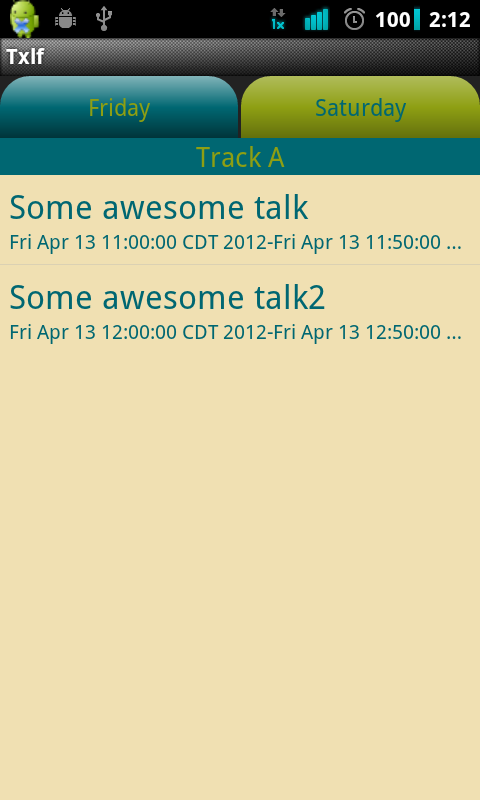 1x 100 2:12
Txlf
Friday Saturday
Track A
Some awesome talk
Fri Apr 13 11:00:00 CDT 2012-Fri Apr 13 11:50:00 ...
Some awesome talk2
Fri Apr 13 12:00:00 CDT 2012-Fri Apr 13 12:50:00 ...